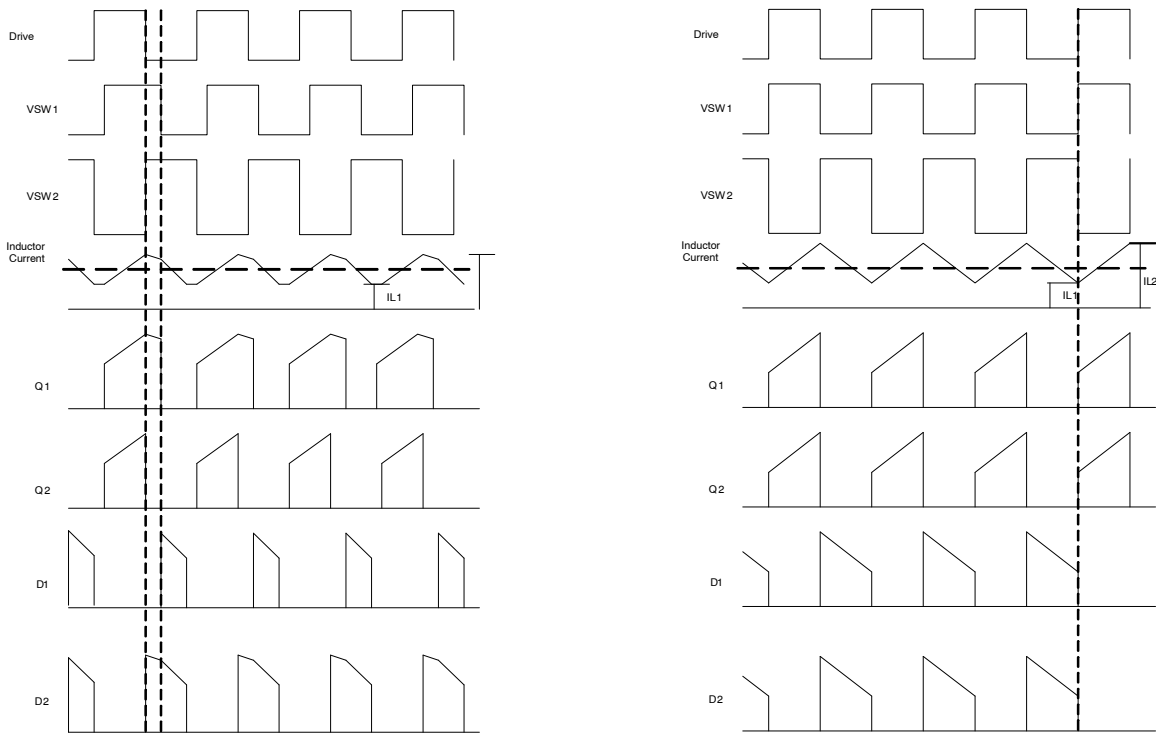 Drive
VSW1
VSW2
Inductor
Current
IL1
Q1
Q2
D1
D2
Drive
VSW1
VSW2
Inductor
Current
IL1
IL2
Q1
Q2
D1
D2